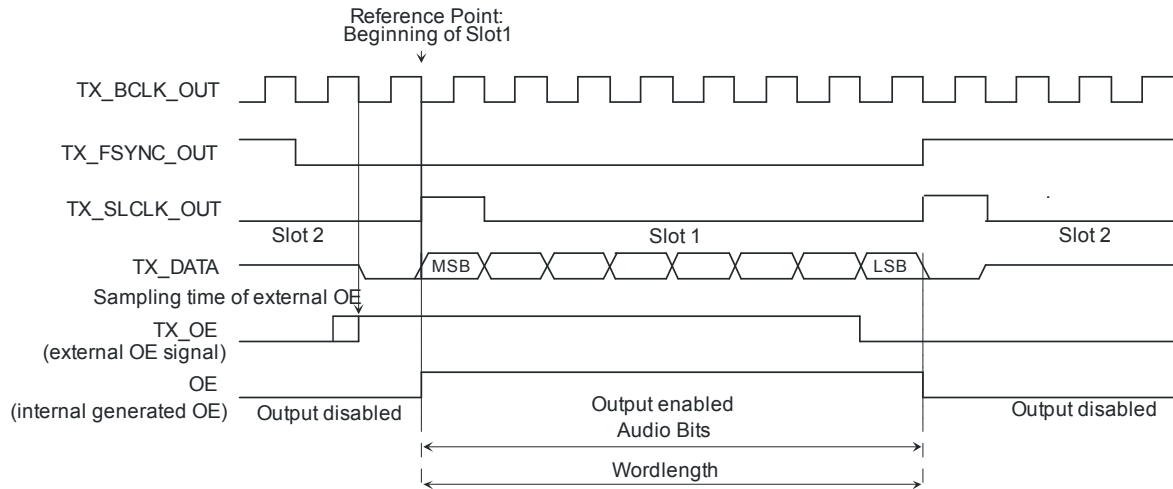 Reference Point:
Beginning of Slot1
TX_BCLK_OUT
TX_FSYNC_OUT
TX_SLCLK_OUT
Slot 2
Slot 1
Slot 2
TX_DATA
MSB
LSB
Sampling time of external OE
TX_OE
(external OE signal)
OE
(internal generated OE)
Output disabled
Output enabled
Output disabled
Audio Bits
Wordlength